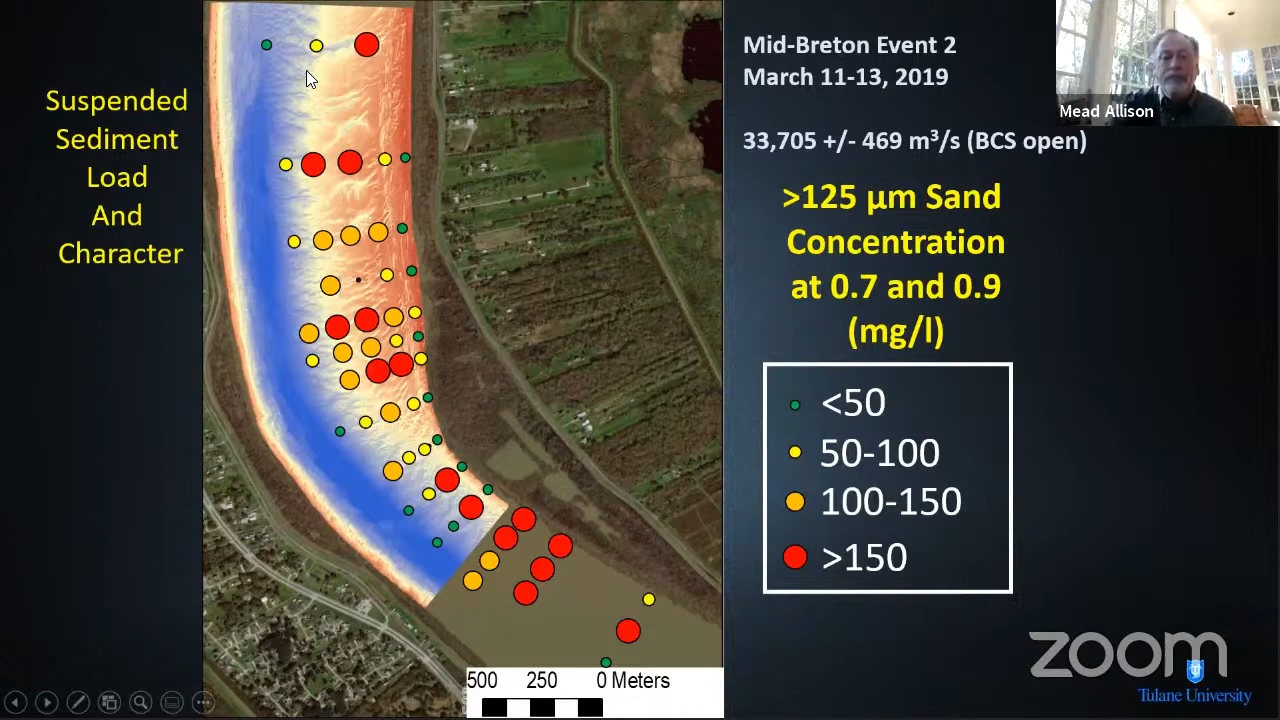 Suspended
Sediment
Load
And
Character
Mid-Breton Event 2
March 11-13, 2019
33,705 +/- 469 m³/s (BCS open)
>125 µm Sand
Concentration
at 0.7 and 0.9
(mg/l)
<50
50-100
100-150
>150
500 250 0 Meters
Mead Allison
zoom
Tulane University